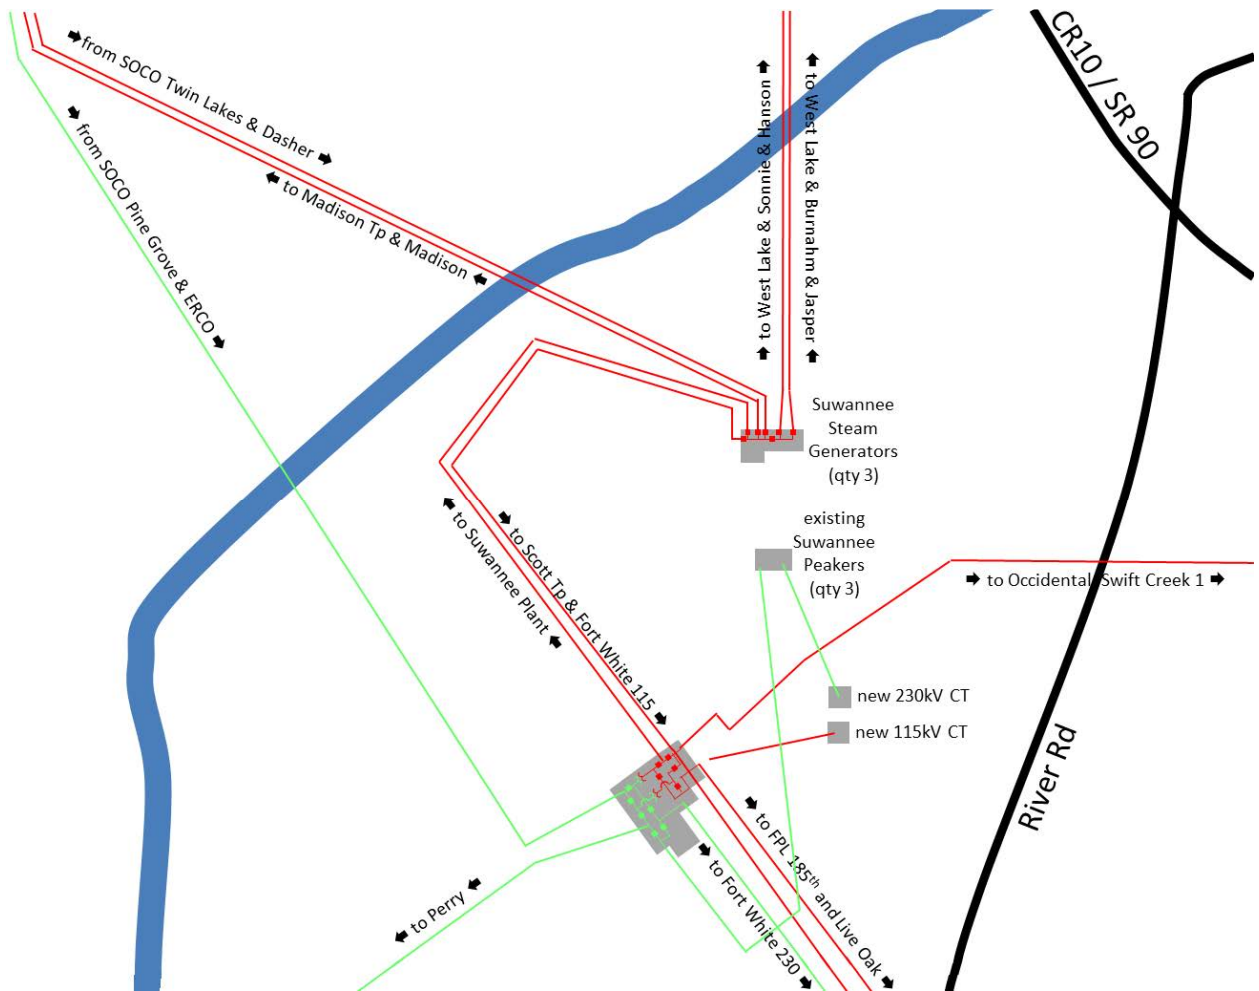 CR10 / SR 90
from SOCO Twin Lakes & Dasher
to Madison Tp & Madison
from SOCO Pine Grove & ERCO
to West Lake & Sonnie & Hanson
to West Lake & Burnahm & Jasper
Suwannee
Steam
Generators
(qty 3)
existing
Suwannee
Peakers
(qty 3)
to Occidental, Swift Creek 1
to Scott Tp & Fort White 115
to Suwannee Plant
new 230kV CT
new 115kV CT
River Rd
to FPL 185th and Live Oak
to Fort White 230
to Perry